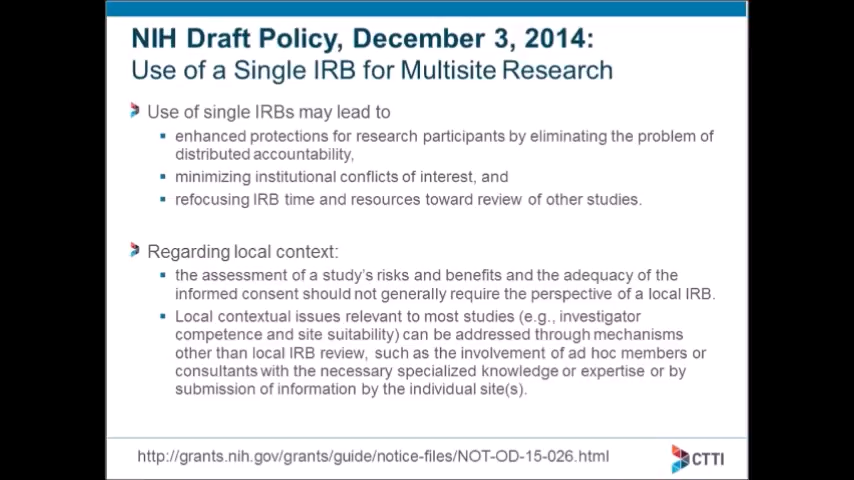 NIH Draft Policy, December 3, 2014:
Use of a Single IRB for Multisite Research
Use of single IRBs may lead to
enhanced protections for research participants by eliminating the problem of
distributed accountability,
minimizing institutional conflicts of interest, and
refocusing IRB time and resources toward review of other studies.
Regarding local context:
the assessment of a study's risks and benefits and the adequacy of the
informed consent should not generally require the perspective of a local IRB.
Local contextual issues relevant to most studies (e.g., investigator
competence and site suitability) can be addressed through mechanisms
other than local IRB review, such as the involvement of ad hoc members or
consultants with the necessary specialized knowledge or expertise or by
submission of information by the individual site(s).
http://grants.nih.gov/grants/guide/notice-files/NOT-OD-15-026.html
CTTI